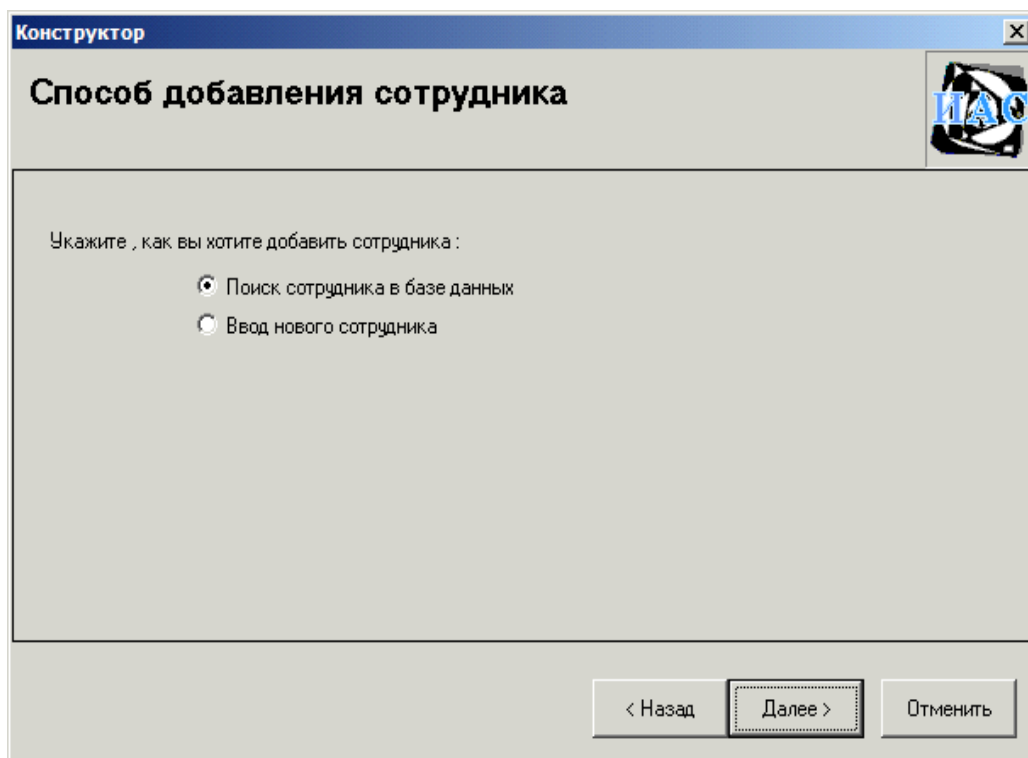 Конструктор
Способ добавления сотрудника
ИАС
Укажите , как вы хотите добавить сотрудника :
Поиск сотрудника в базе данных
Ввод нового сотрудника
< Назад
Далее >
Отменить